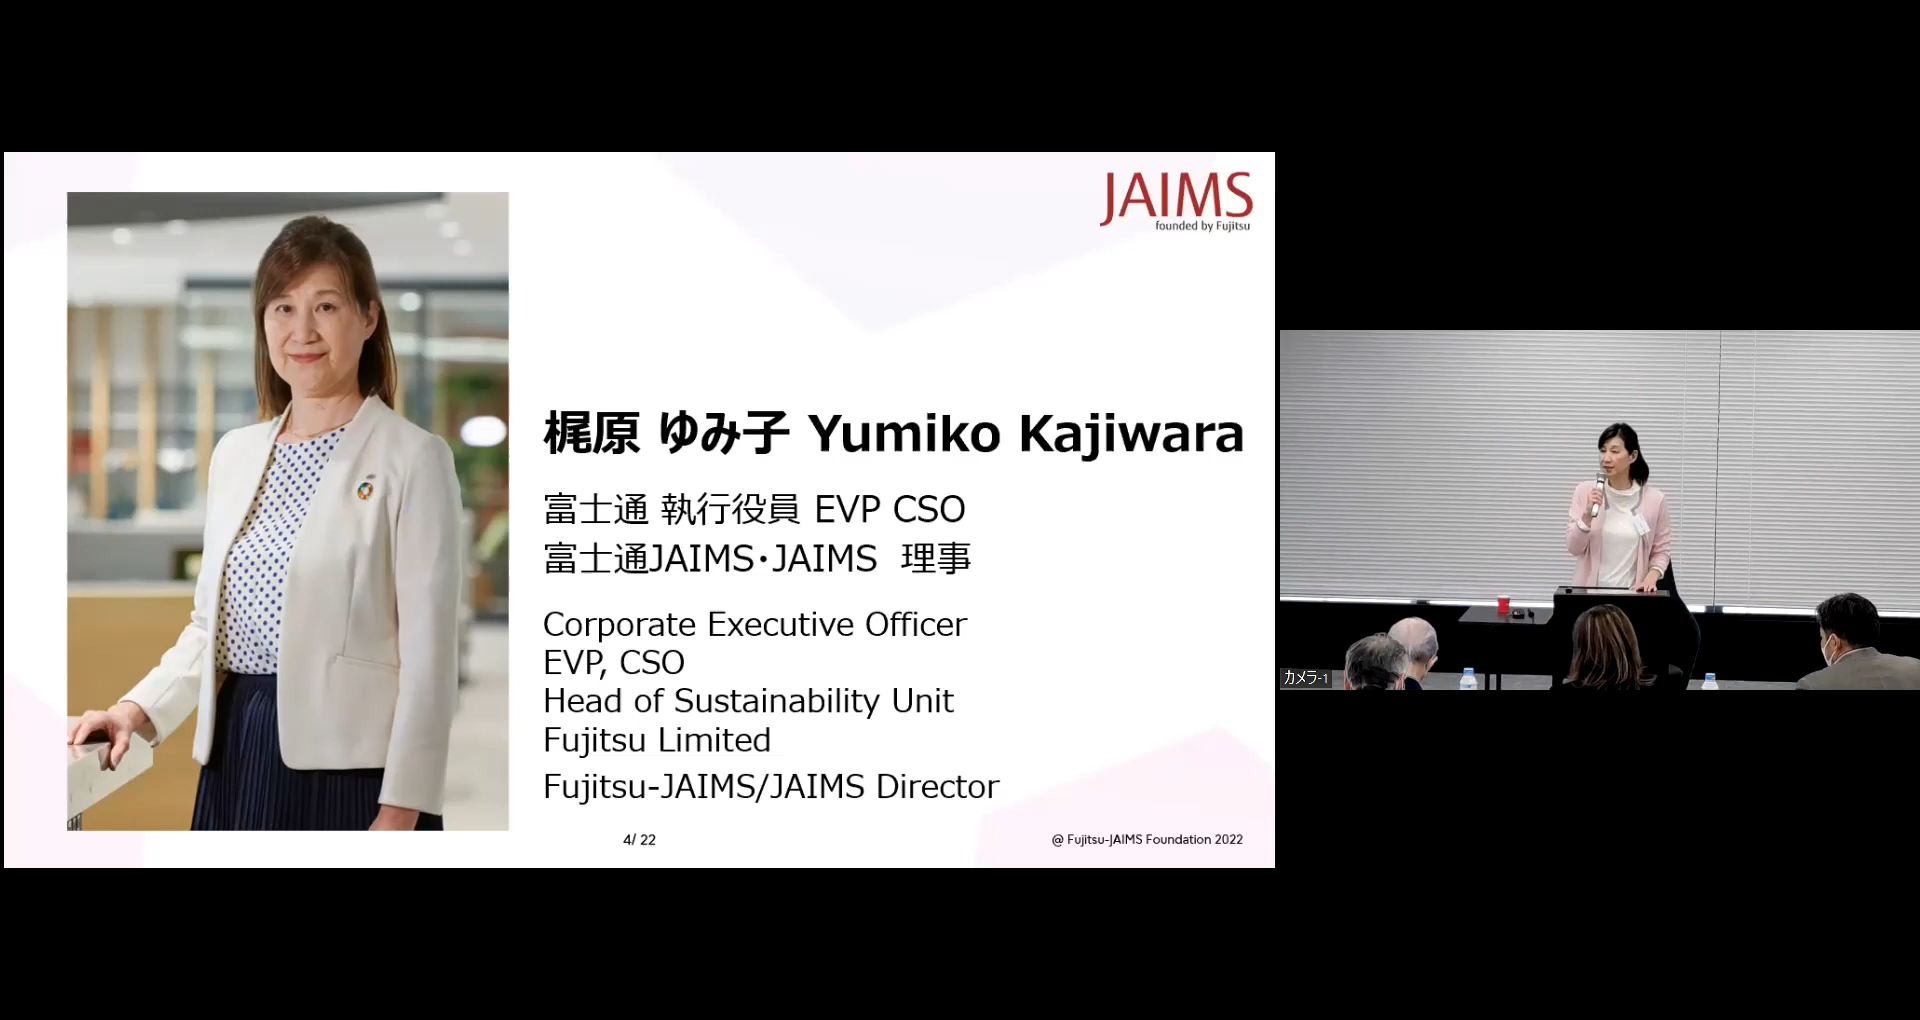 JAIMS
founded by Fujitsu
梶原 ゆみ子 Yumiko Kajiwara
富士通 執行役員 EVP CSO
富士通JAIMS・JAIMS 理事
Corporate Executive Officer
EVP, CSO
Head of Sustainability Unit
Fujitsu Limited
Fujitsu-JAIMS/JAIMS Director
4/ 22
@ Fujitsu-JAIMS Foundation 2022
カメラ-1